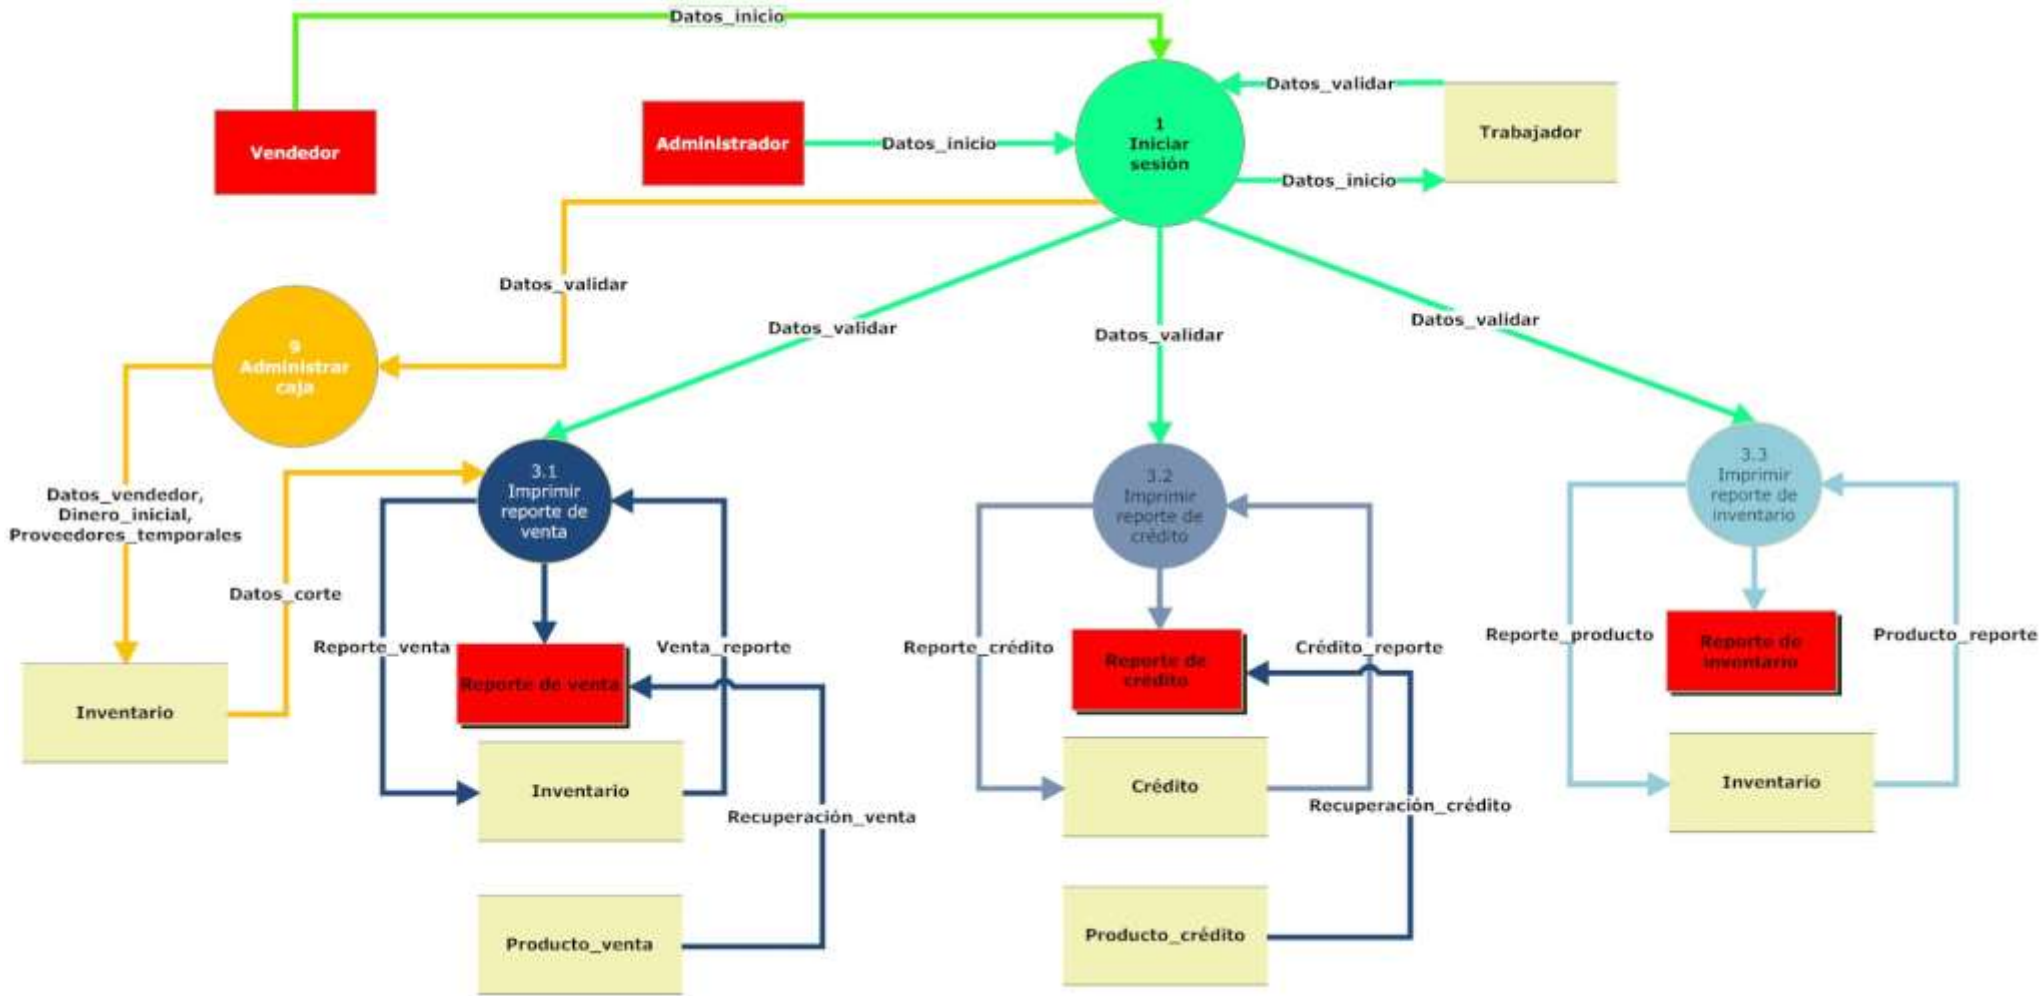 Datos_inicio
Vendedor
Administrador
Datos_inicio
1
Iniciar
sesión
Datos_validar
Trabajador
Datos_inicio
Datos_validar
Datos_validar
Datos_validar
Datos_validar
9
Administrar
caja
Datos_vendedor,
Dinero_inicial,
Proveedores_temporales
Datos_corte
Inventario
3.1
Imprimir
reporte de
venta
Reporte_venta
Venta_reporte
Reporte de venta
Inventario
Recuperación_venta
Producto_venta
3.2
Imprimir
reporte de
crédito
Reporte_crédito
Crédito_reporte
Reporte de
crédito
Crédito
Recuperación_crédito
Producto_crédito
3.3
Imprimir
reporte de
inventario
Reporte_producto
Producto_reporte
Reporte de
inventario
Inventario